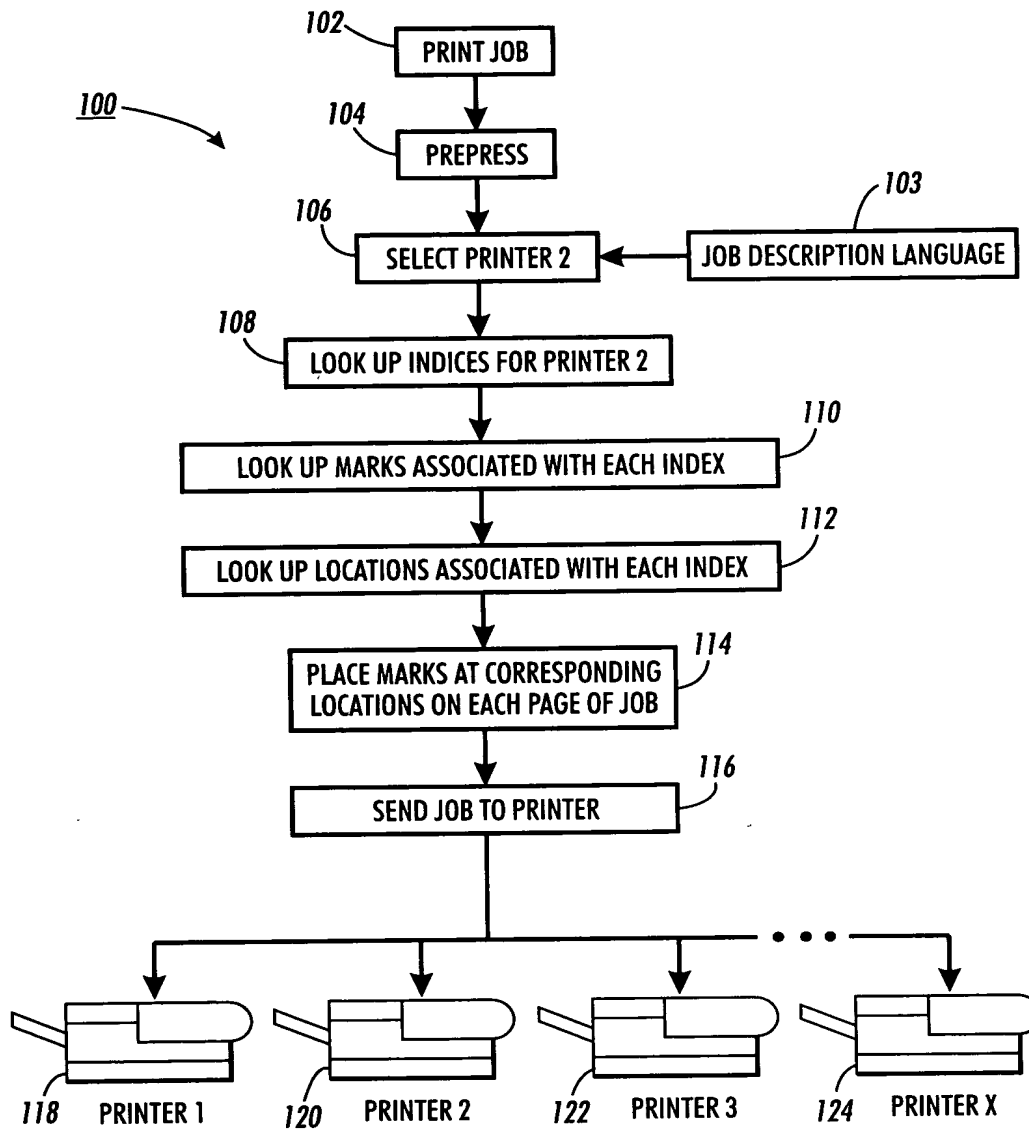 102
PRINT JOB
100
104
PREPRESS
103
106
SELECT PRINTER 2
JOB DESCRIPTION LANGUAGE
108
LOOK UP INDICES FOR PRINTER 2
110
LOOK UP MARKS ASSOCIATED WITH EACH INDEX
112
LOOK UP LOCATIONS ASSOCIATED WITH EACH INDEX
114
PLACE MARKS AT CORRESPONDING
LOCATIONS ON EACH PAGE OF JOB
116
SEND JOB TO PRINTER
118 PRINTER 1
120 PRINTER 2
122 PRINTER 3
124 PRINTER X